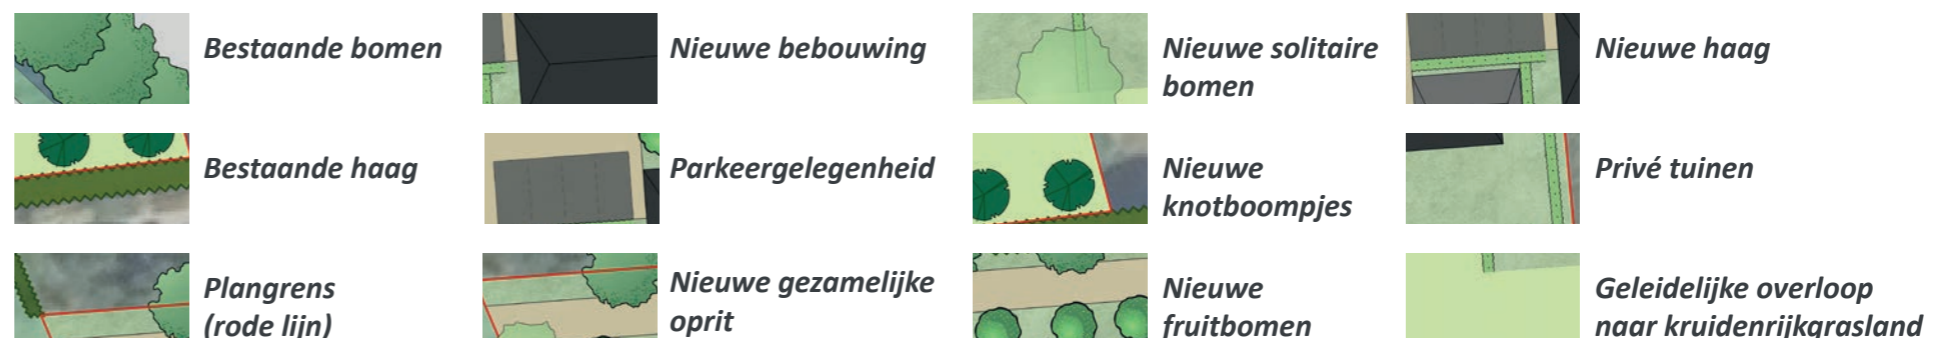 Bestaande bomen
Nieuwe bebouwing
Nieuwe solitaire
bomen
Nieuwe haag
Bestaande haag
Parkeergelegenheid
Nieuwe
knotboompjes
Privé tuinen
Plangrens
(rode lijn)
Nieuwe gezamelijke
oprit
Nieuwe
fruitbomen
Geleidelijke overloop
naar kruidenrijkgrasland